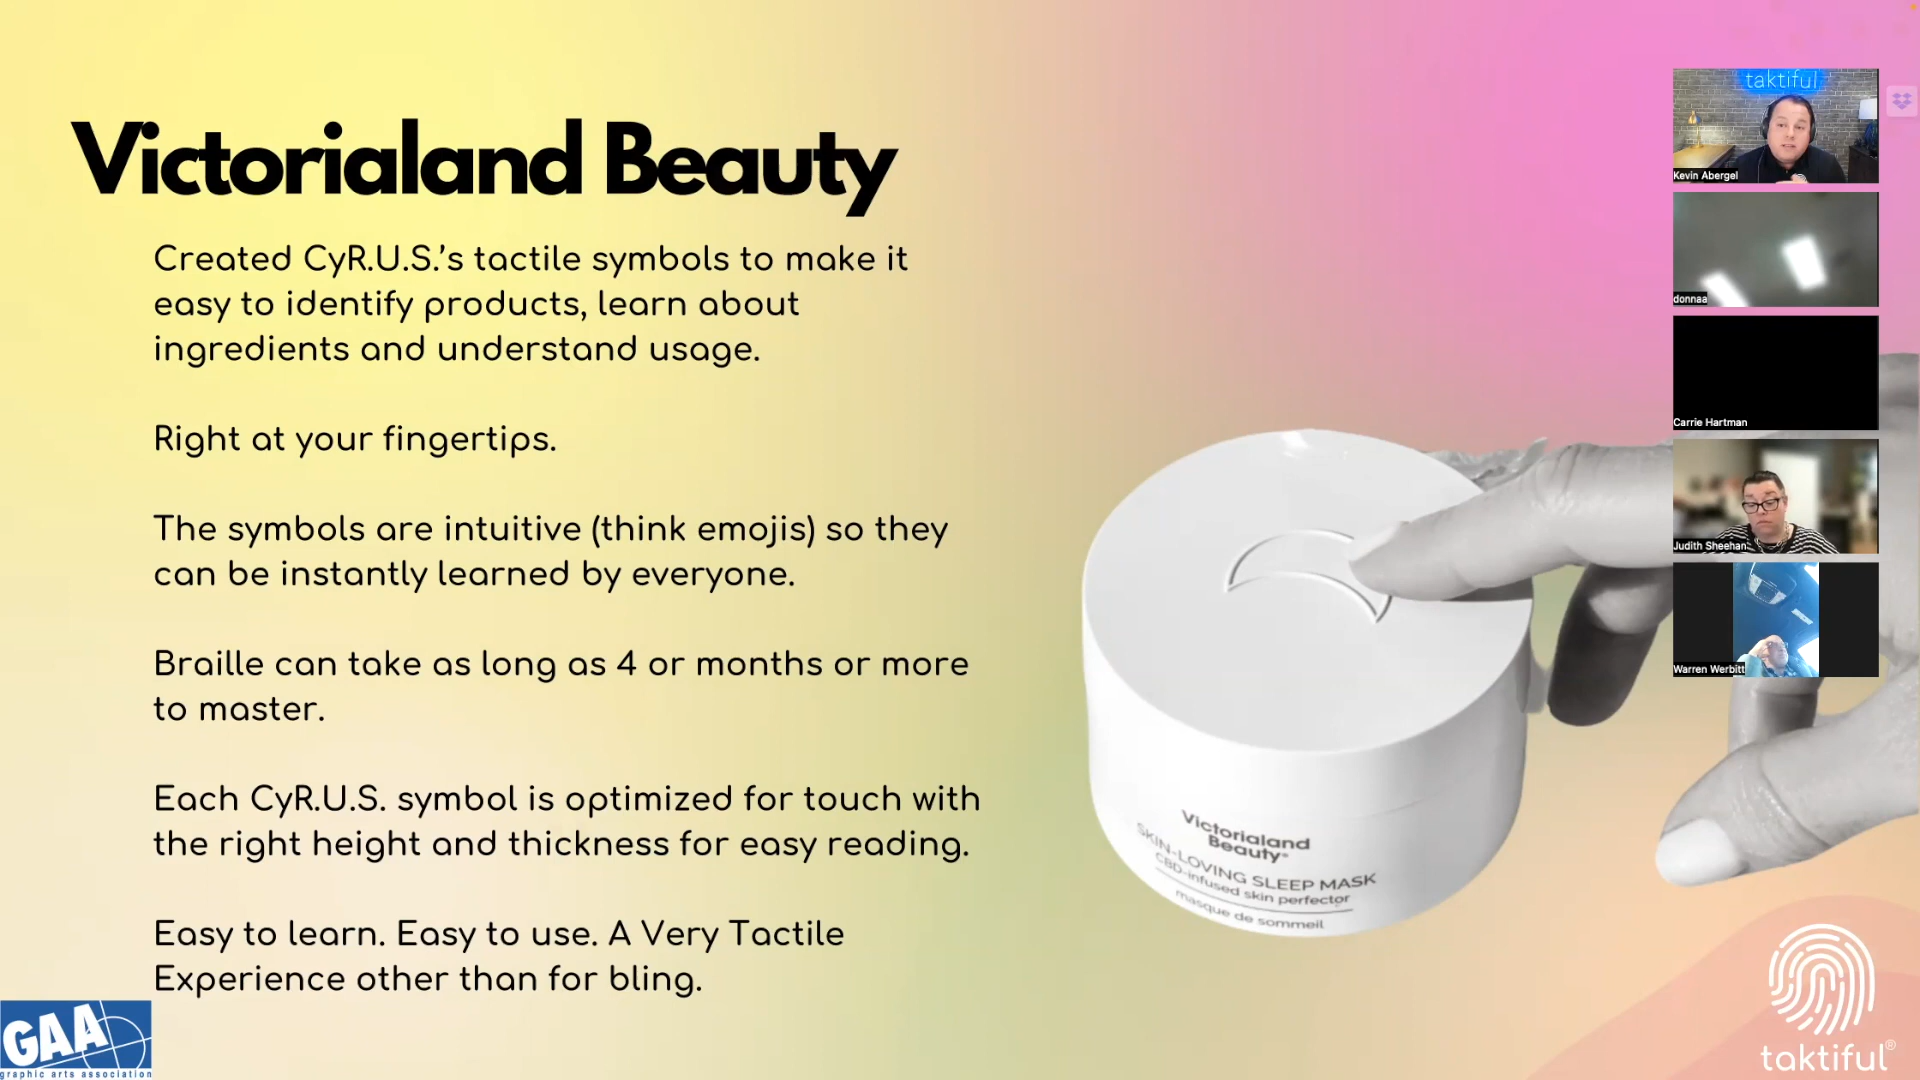 Victorialand Beauty
Created CyR.U.S.'s tactile symbols to make it
easy to identify products, learn about
ingredients and understand usage.
Right at your fingertips.
The symbols are intuitive (think emojis) so they
can be instantly learned by everyone.
Braille can take as long as 4 or months or more
to master.
Each CyR.U.S. symbol is optimized for touch with
the right height and thickness for easy reading.
Easy to learn. Easy to use. A Very Tactile
Experience other than for bling.
GAA
graphic arts association
Victorialand
Beauty®
SKIN-LOVING SLEEP MASK
CBD-infused skin perfector
masque de sommeil
taktiful
Kevin Abergel
donnaa
Carrie Hartman
Judith Sheehan
Warren Werbitt
taktiful®